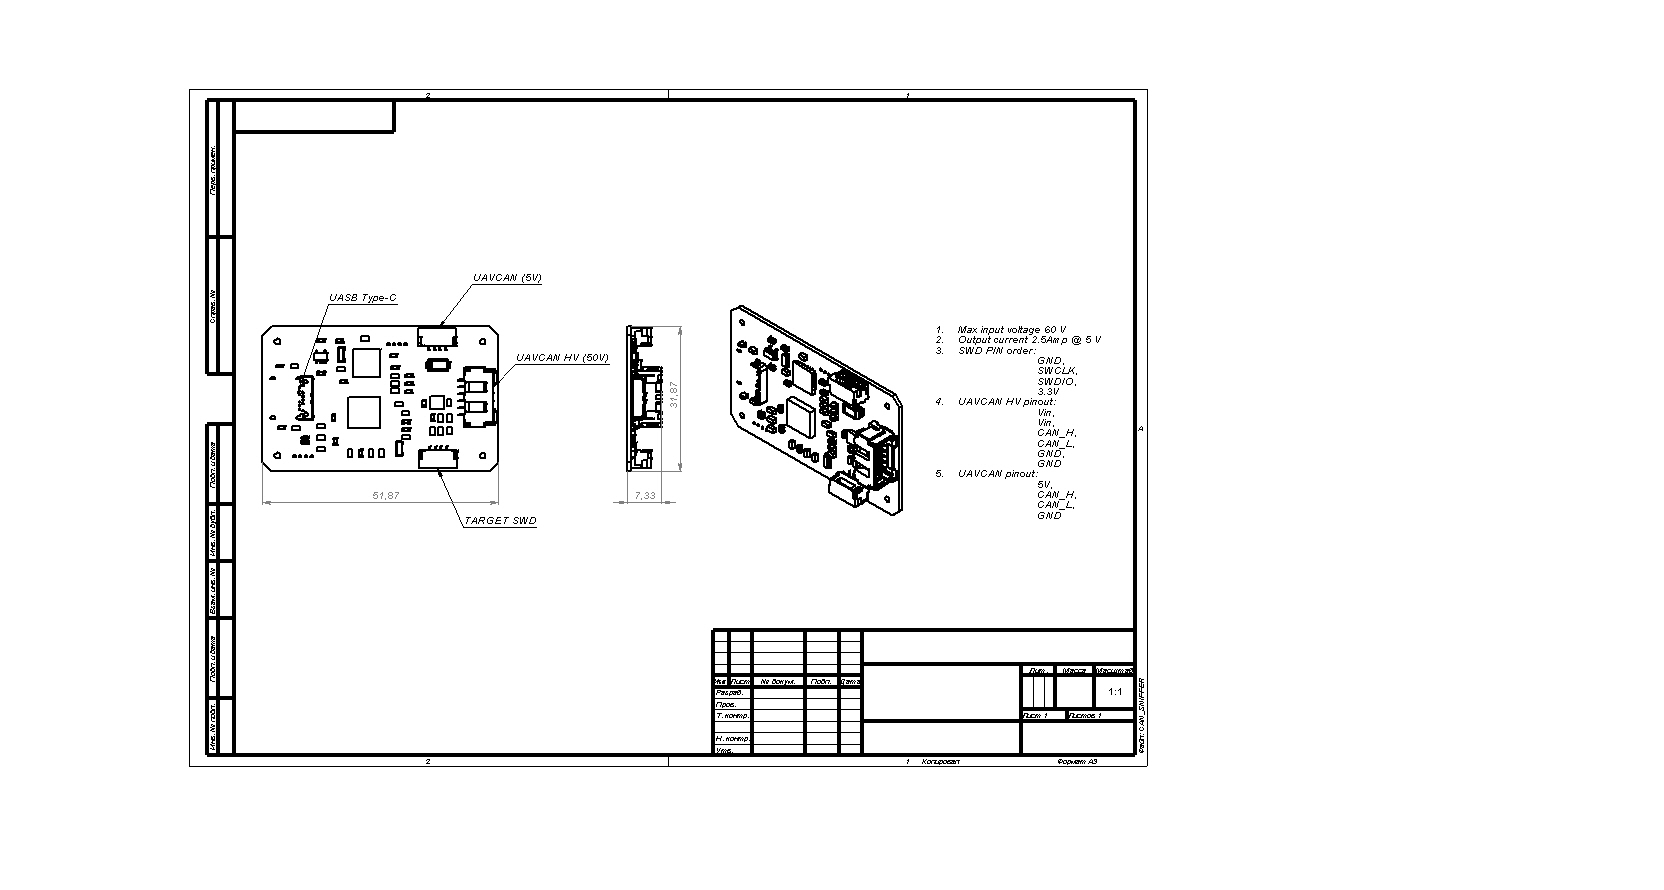 2
1
Перв. примен.
Справ. №
Подп. и дата
Инв. № дубл.
Взам. инв. №
Подп. и дата
Инв. № подл.
UAVCAN (5V)
UASB Type-C
UAVCAN HV (50V)
TARGET SWD
51,87
7,33
31,87
1. Max input voltage 60 V
2. Output current 2.5Amp @ 5 V
3. SWD PIN order:
GND,
SWCLK,
SWDIO,
3.3V
4. UAVCAN HV pinout:
Vin,
Vin,
CAN_H,
CAN_L,
GND,
GND
5. UAVCAN pinout:
5V,
CAN_H,
CAN_L,
GND
A
Изм Лист № докум. Подп. Дата
Разраб.
Пров.
Т. контр.
Н. контр.
Утв.
Лит. Масса Масштаб
1:1
Лист 1 Листов 1
Файл: CAN_SNIFFER
2
1 Копировал Формат А3